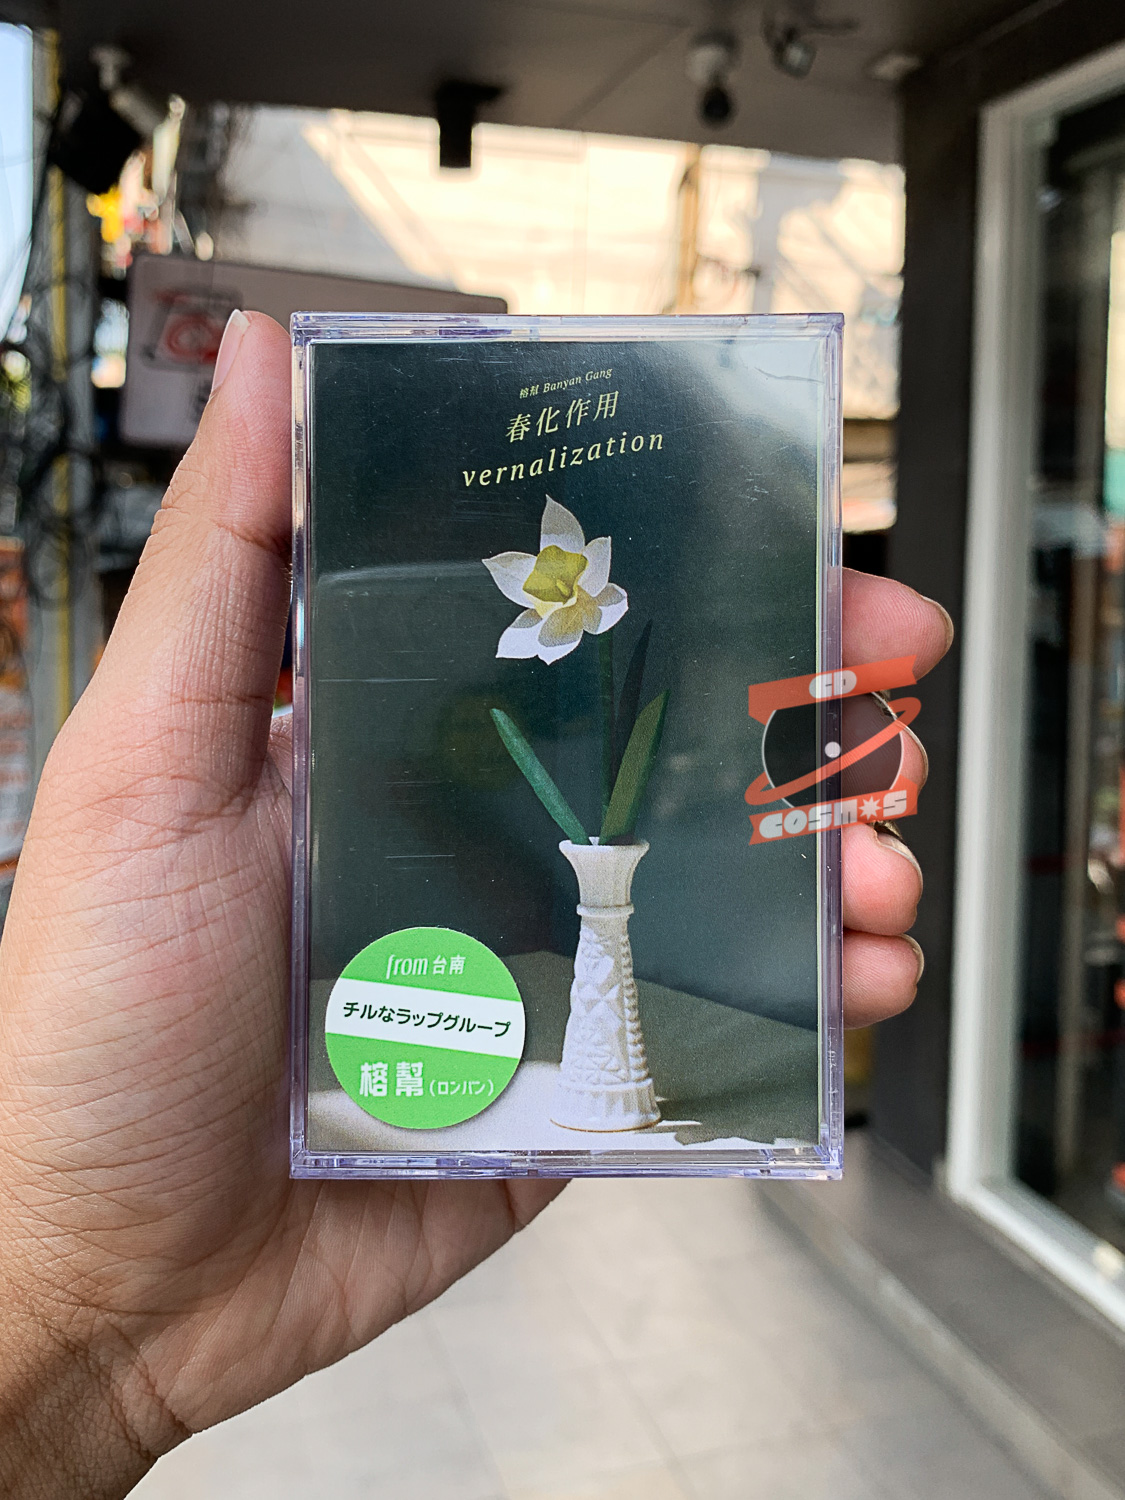 榕幫 Banyan Gang
春化作用
vernalization
from 台南
チルなラップグループ
榕幫 (ロンバン)
CD
COSMOS